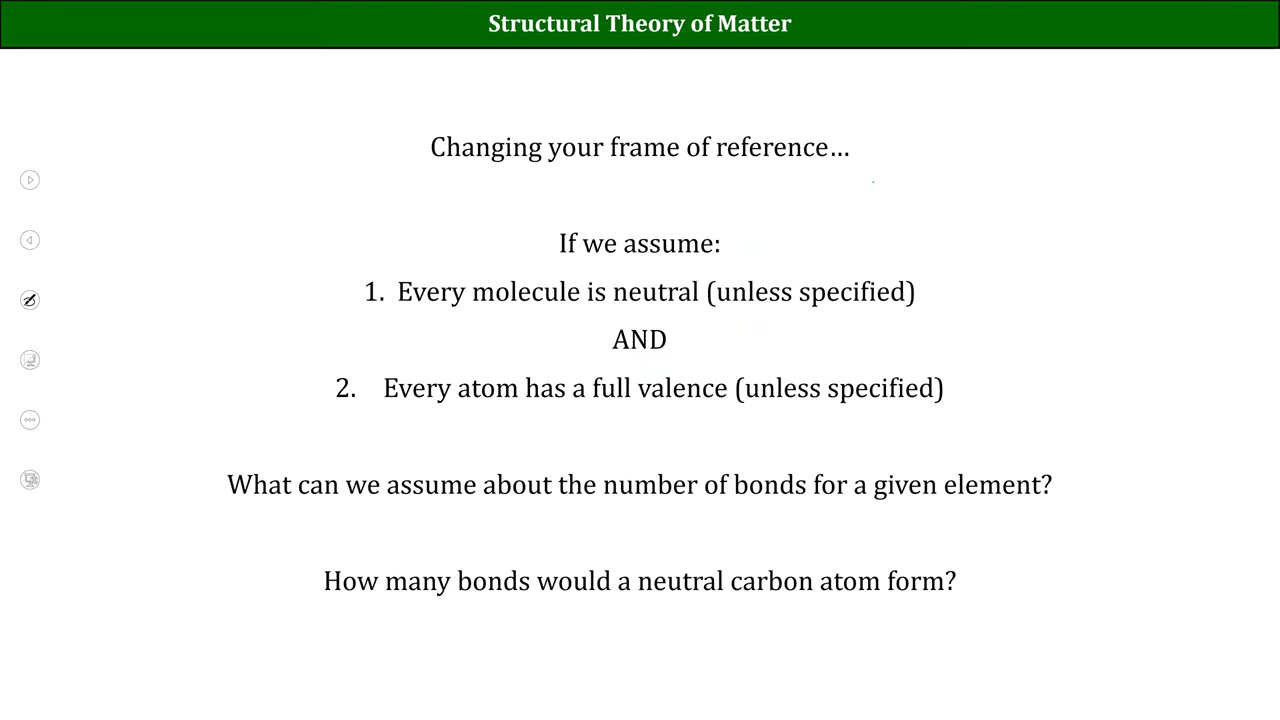 Structural Theory of Matter
Changing your frame of reference…
If we assume:
1. Every molecule is neutral (unless specified)
AND
2. Every atom has a full valence (unless specified)
What can we assume about the number of bonds for a given element?
How many bonds would a neutral carbon atom form?